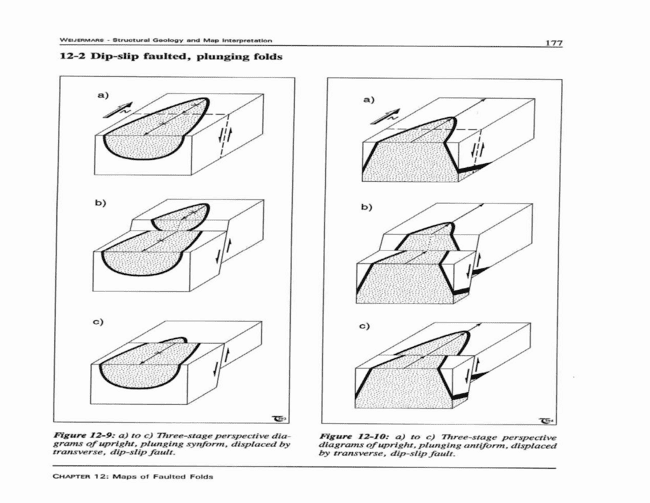 WEIJERMARS - Structural Geology and Map Interpretation
177
12-2 Dip-slip faulted, plunging folds
a)
N
b)
c)
Figure 12-9: a) to c) Three-stage perspective dia-
grams of upright, plunging synform, displaced by
transverse, dip-slip fault.
a)
N
b)
c)
Figure 12-10: a) to c) Three-stage perspective
diagrams of upright, plunging antiform, displaced
by transverse, dip-slip fault.
CHAPTER 12: Maps of Faulted Folds